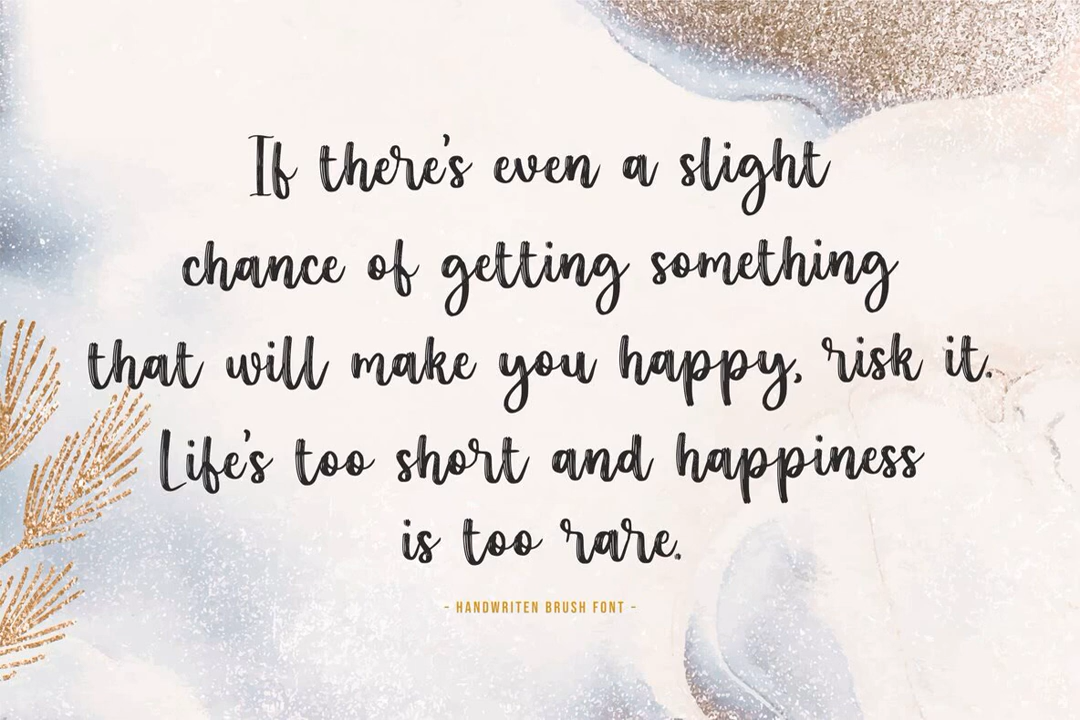 If there's even a slight
chance of getting something
that will make you happy, risk it.
Life's too short and happiness
is too rare.
- HANDWRITEN BRUSH FONT -